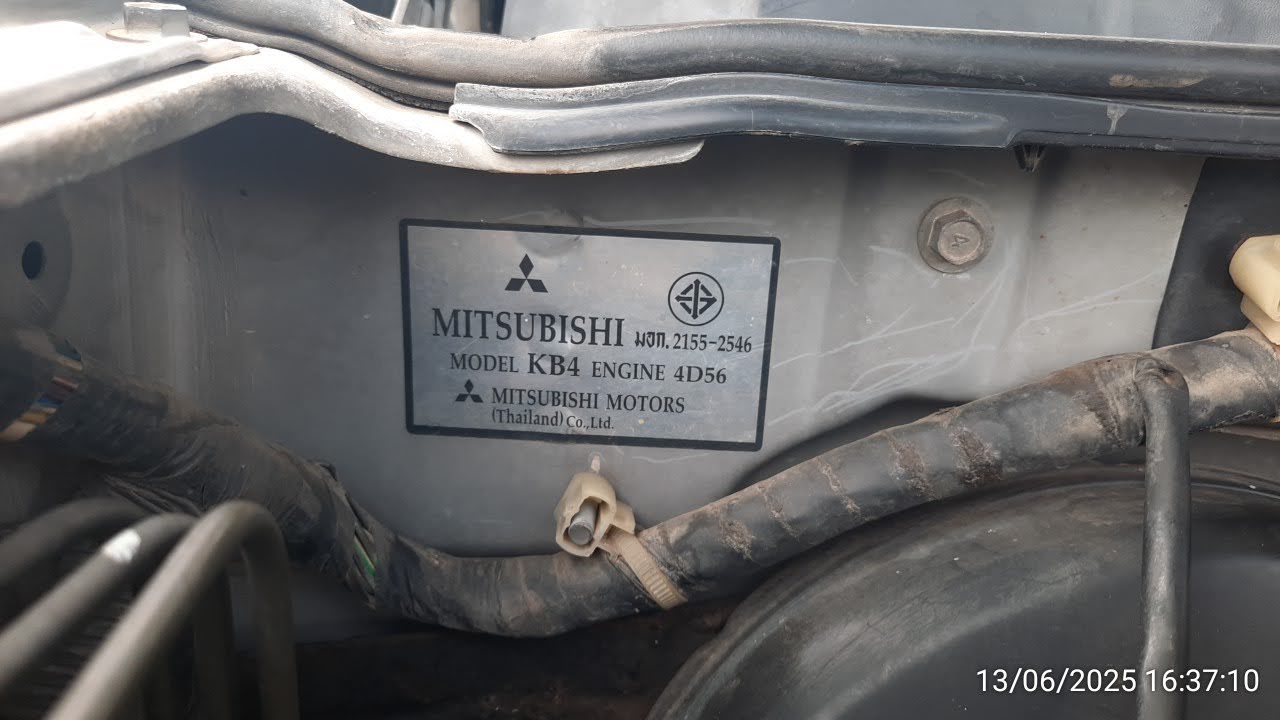 MITSUBISHI มอก. 2155-2546
MODEL KB4 ENGINE 4D56
MITSUBISHI MOTORS
(Thailand) Co.,Ltd.
4
13/06/2025 16:37:10